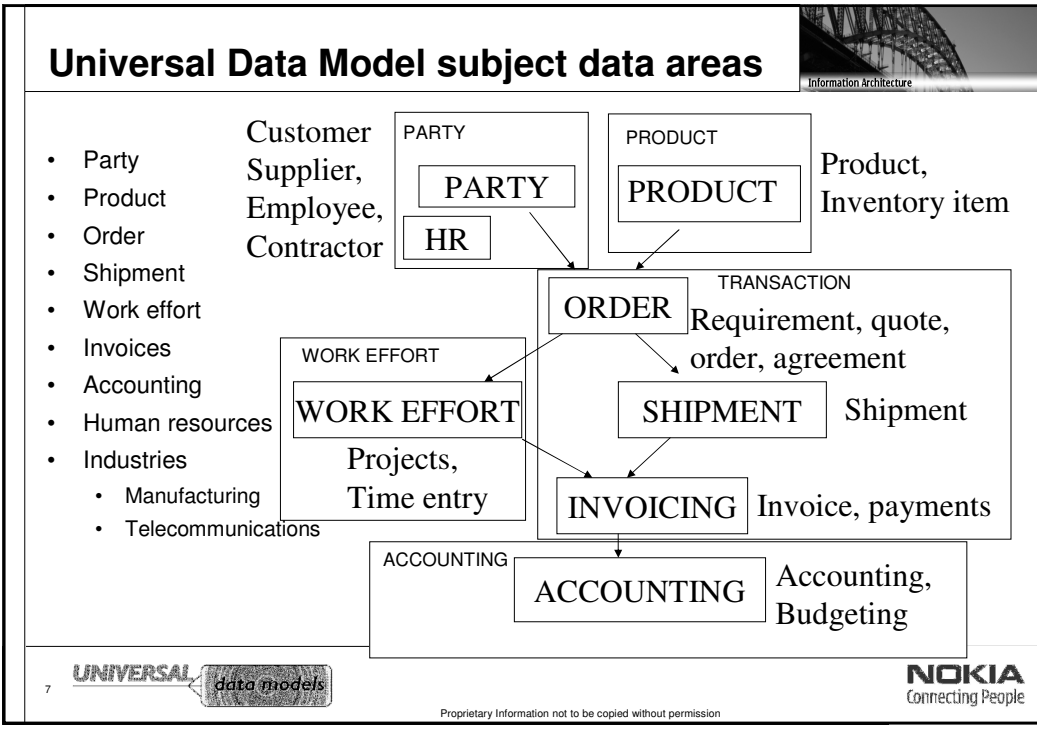 Universal Data Model subject data areas
Information Architecture
• Party
• Product
• Order
• Shipment
• Work effort
• Invoices
• Accounting
• Human resources
• Industries
• Manufacturing
• Telecommunications
Customer
Supplier,
Employee,
Contractor
PARTY
PARTY
HR
PRODUCT
PRODUCT
Product,
Inventory item
TRANSACTION
ORDER
Requirement, quote,
order, agreement
WORK EFFORT
WORK EFFORT
Projects,
Time entry
SHIPMENT
Shipment
INVOICING
Invoice, payments
ACCOUNTING
ACCOUNTING
Accounting,
Budgeting
7
UNIVERSAL
data models
Proprietary Information not to be copied without permission
NOKIA
Connecting People